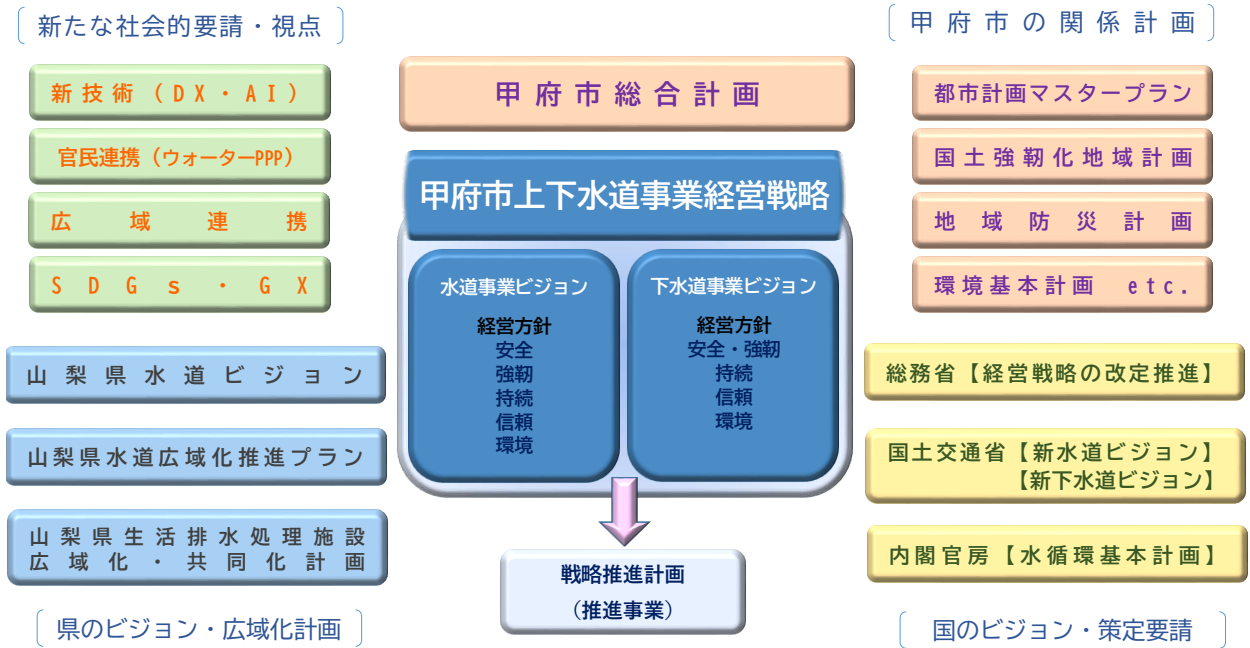 新たな社会的要請・視点
新技術(DX・AI)
官民連携(ウォーターPPP)
広域連携
SDGs・GX
甲府市総合計画
甲府市上下水道事業経営戦略
水道事業ビジョン
経営方針
安全
強靭
持続
信頼
環境
下水道事業ビジョン
経営方針
安全・強靭
持続
信頼
環境
戦略推進計画
(推進事業)
甲府市の関係計画
都市計画マスタープラン
国土強靭化地域計画
地域防災計画
環境基本計画 etc.
山梨県水道ビジョン
山梨県水道広域化推進プラン
山梨県生活排水処理施設
広域化・共同化計画
県のビジョン・広域化計画
総務省【経営戦略の改定推進】
国土交通省【新水道ビジョン】
【新下水道ビジョン】
内閣官房【水循環基本計画】
国のビジョン・策定要請